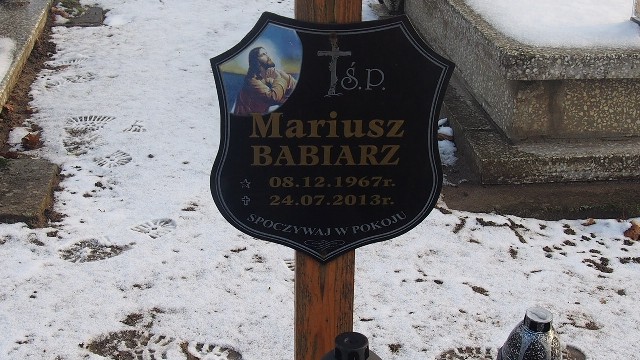 Ś.P.
Mariusz
BABIARZ
☆ 08.12.1967r.
✞ 24.07.2013r.
SPOCZYWAJ W POKOJU